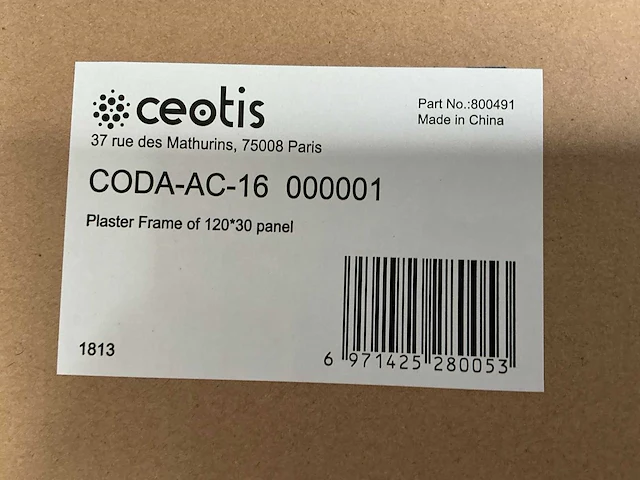 ceotis
Part No.:800491
Made in China
37 rue des Mathurins, 75008 Paris
CODA-AC-16 000001
Plaster Frame of 120*30 panel
1813
6 971425 280053